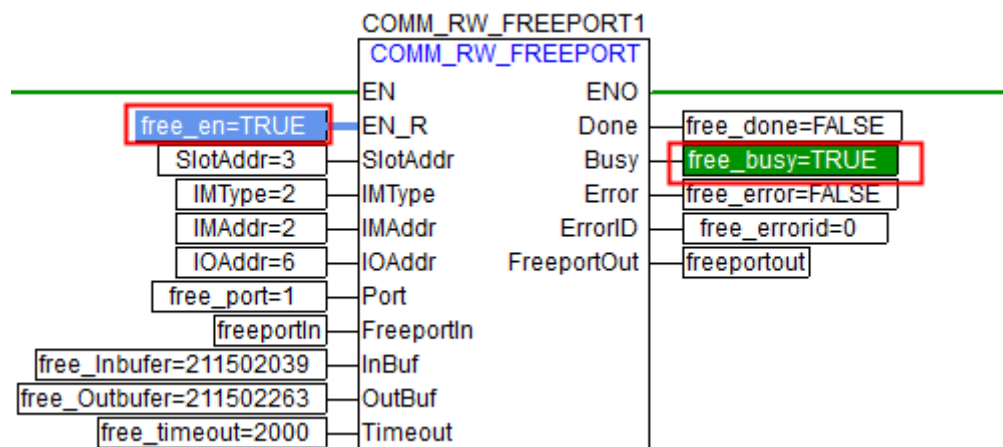 COMM_RW_FREEPORT1
COMM_RW_FREEPORT
EN ENO
free_en=TRUE EN_R Done free_done=FALSE
SlotAddr=3 SlotAddr Busy free_busy=TRUE
IMType=2 IMType Error free_error=FALSE
IMAddr=2 IMAddr ErrorID free_errorid=0
IOAddr=6 IOAddr FreeportOut freeportout
free_port=1 Port
freeportIn FreeportIn
free_Inbufer=211502039 InBuf
free_Outbufer=211502263 OutBuf
free_timeout=2000 Timeout